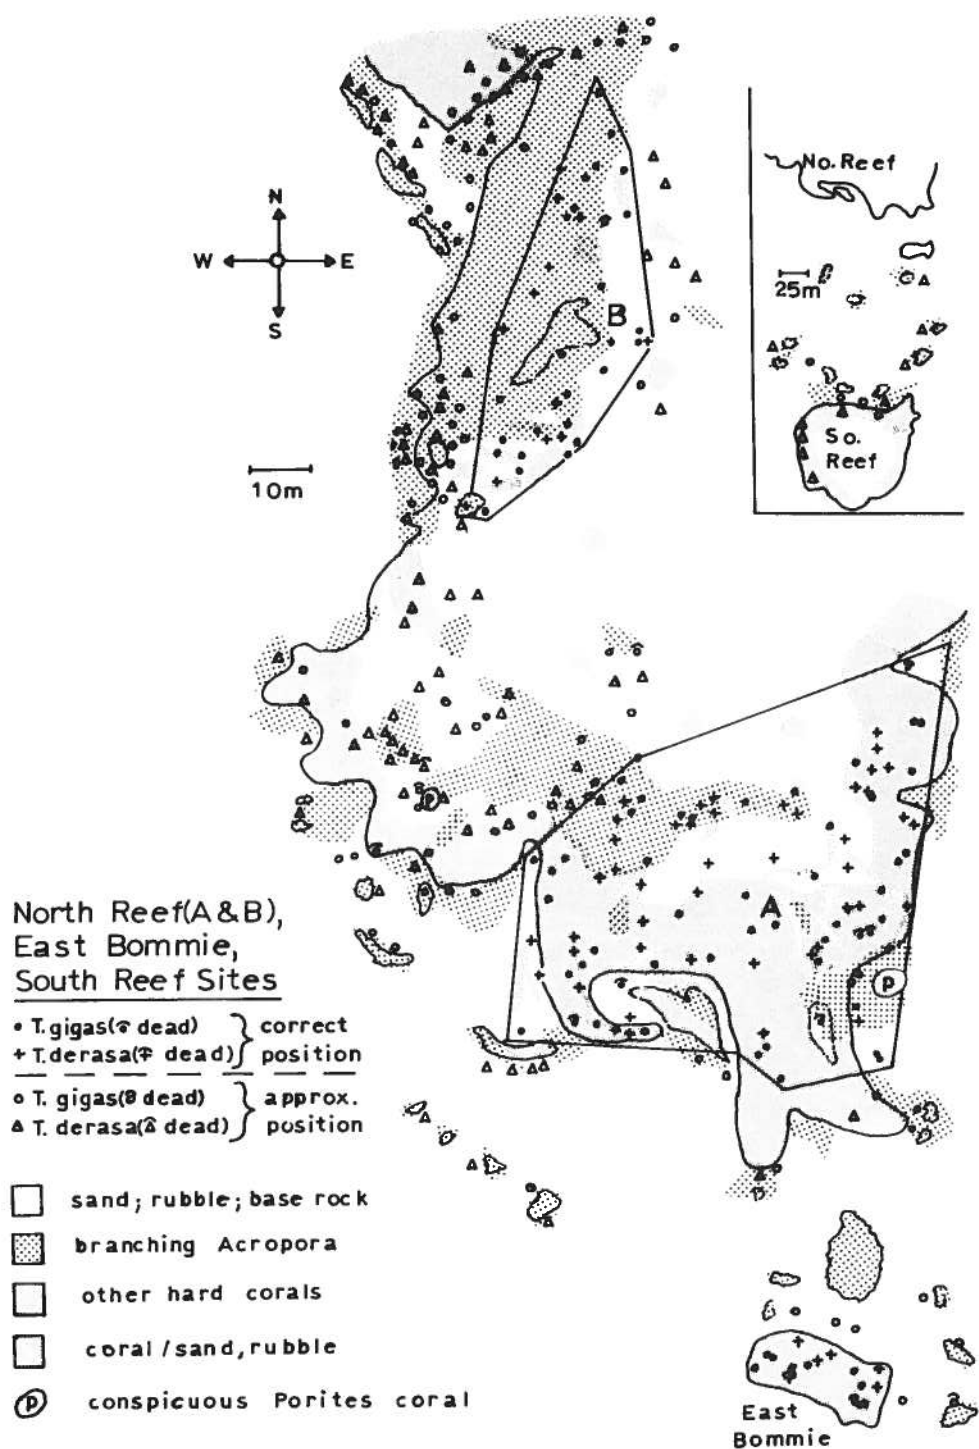 N
W E
S
10m
No. Reef
25m
So.
Reef
B
A
P
P
North Reef(A&B),
East Bommie,
South Reef Sites
• T. gigas( dead) } correct
+ T. derasa( dead) } position
o T. gigas( dead) } approx.
Δ T. derasa( dead) } position
sand; rubble; base rock
branching Acropora
other hard corals
coral/sand, rubble
P conspicuous Porites coral
East
Bommie